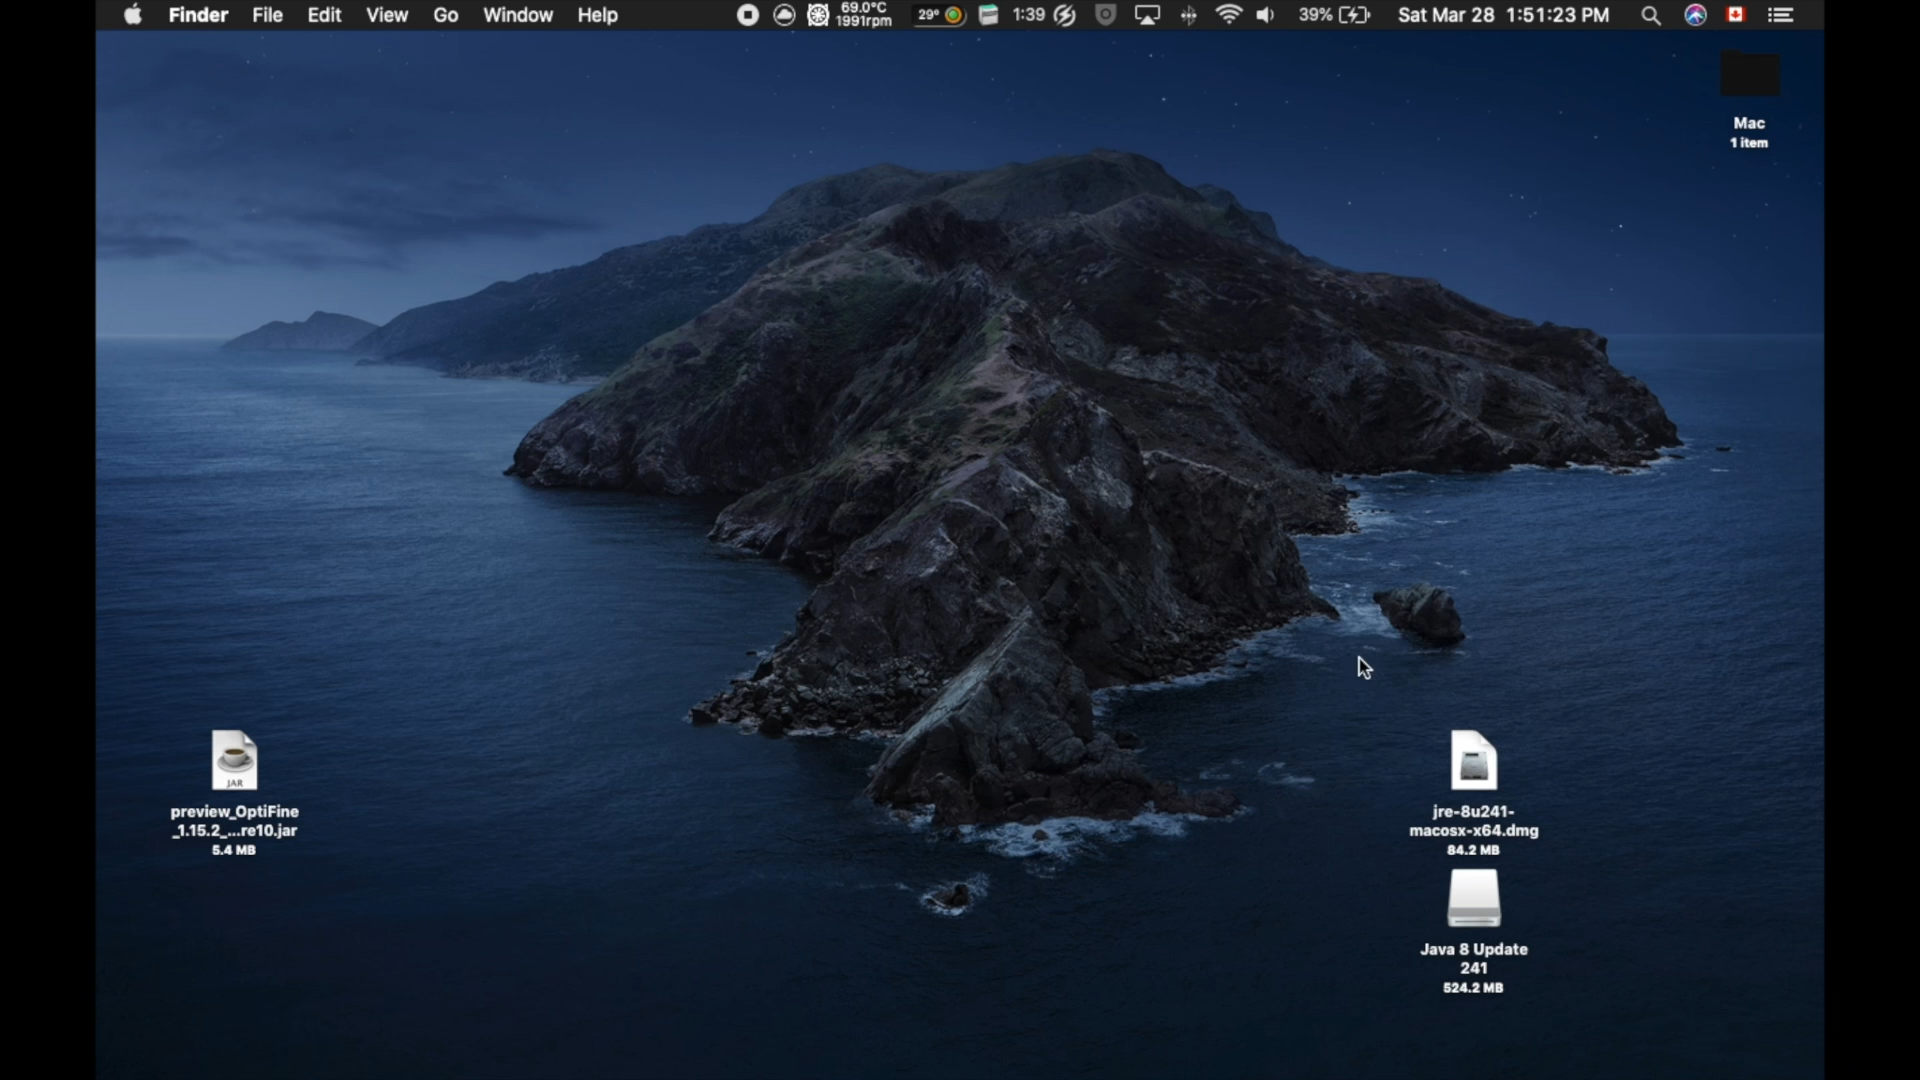 Finder File Edit View Go Window Help 69.0°C 1991rpm 29° 1:39 39% Sat Mar 28 1:51:23 PM
Mac
1 item
JAR
preview_OptiFine
_1.15.2_...re10.jar
5.4 MB
jre-8u241-
macosx-x64.dmg
84.2 MB
Java 8 Update
241
524.2 MB